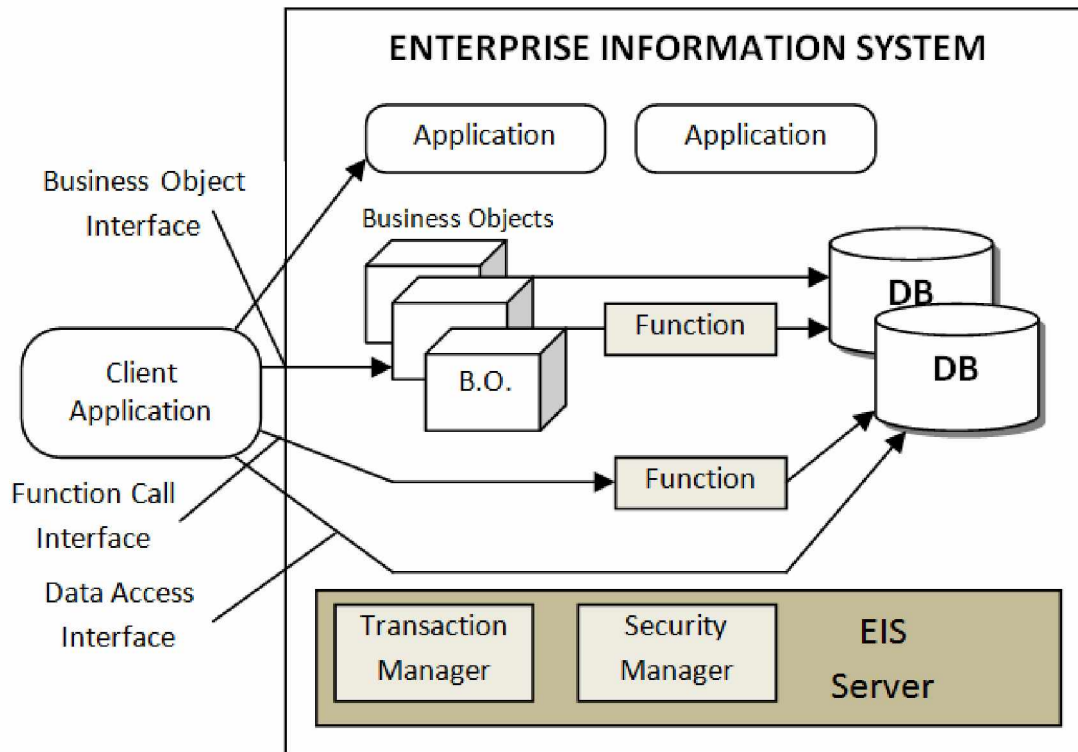 ENTERPRISE INFORMATION SYSTEM
Application
Application
Business Object
Interface
Business Objects
DB
Function
Client
Application
B.O.
DB
Function
Function Call
Interface
Data Access
Interface
Transaction
Manager
Security
Manager
EIS
Server